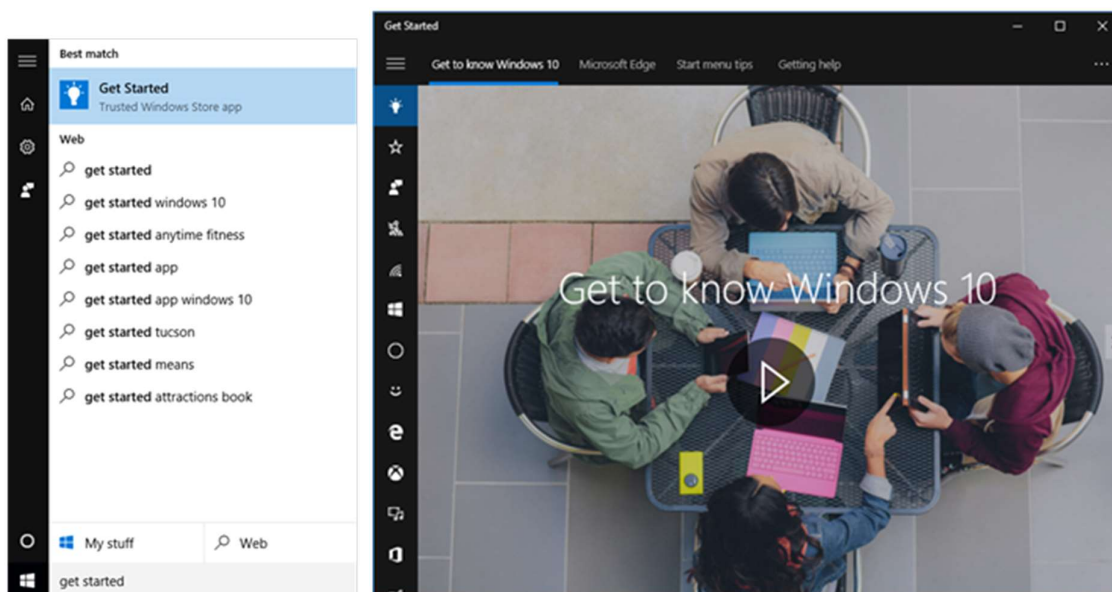 Best match
Get Started
Trusted Windows Store app
Web
get started
get started windows 10
get started anytime fitness
get started app
get started app windows 10
get started tucson
get started means
get started attractions book
My stuff
Web
get started
Get Started
Get to know Windows 10
Microsoft Edge
Start menu tips
Getting help
Get to know Windows 10